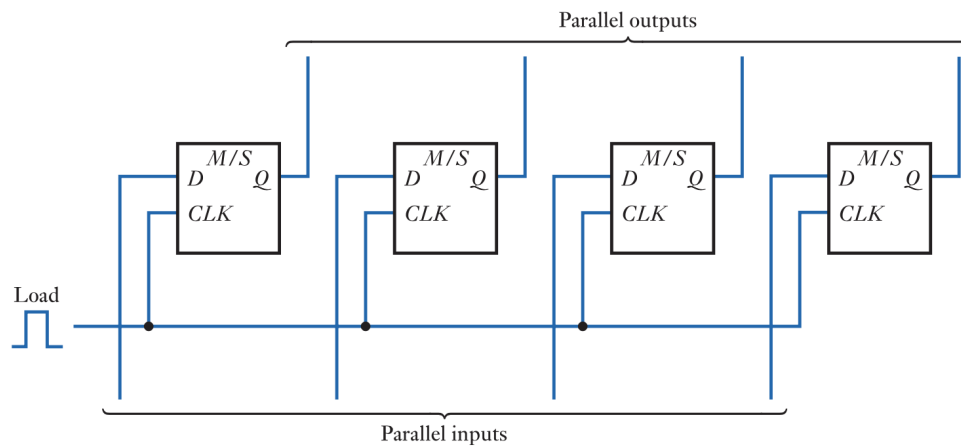 Parallel outputs
M/S M/S M/S M/S
D Q D Q D Q D Q
CLK CLK CLK CLK
Load
Parallel inputs